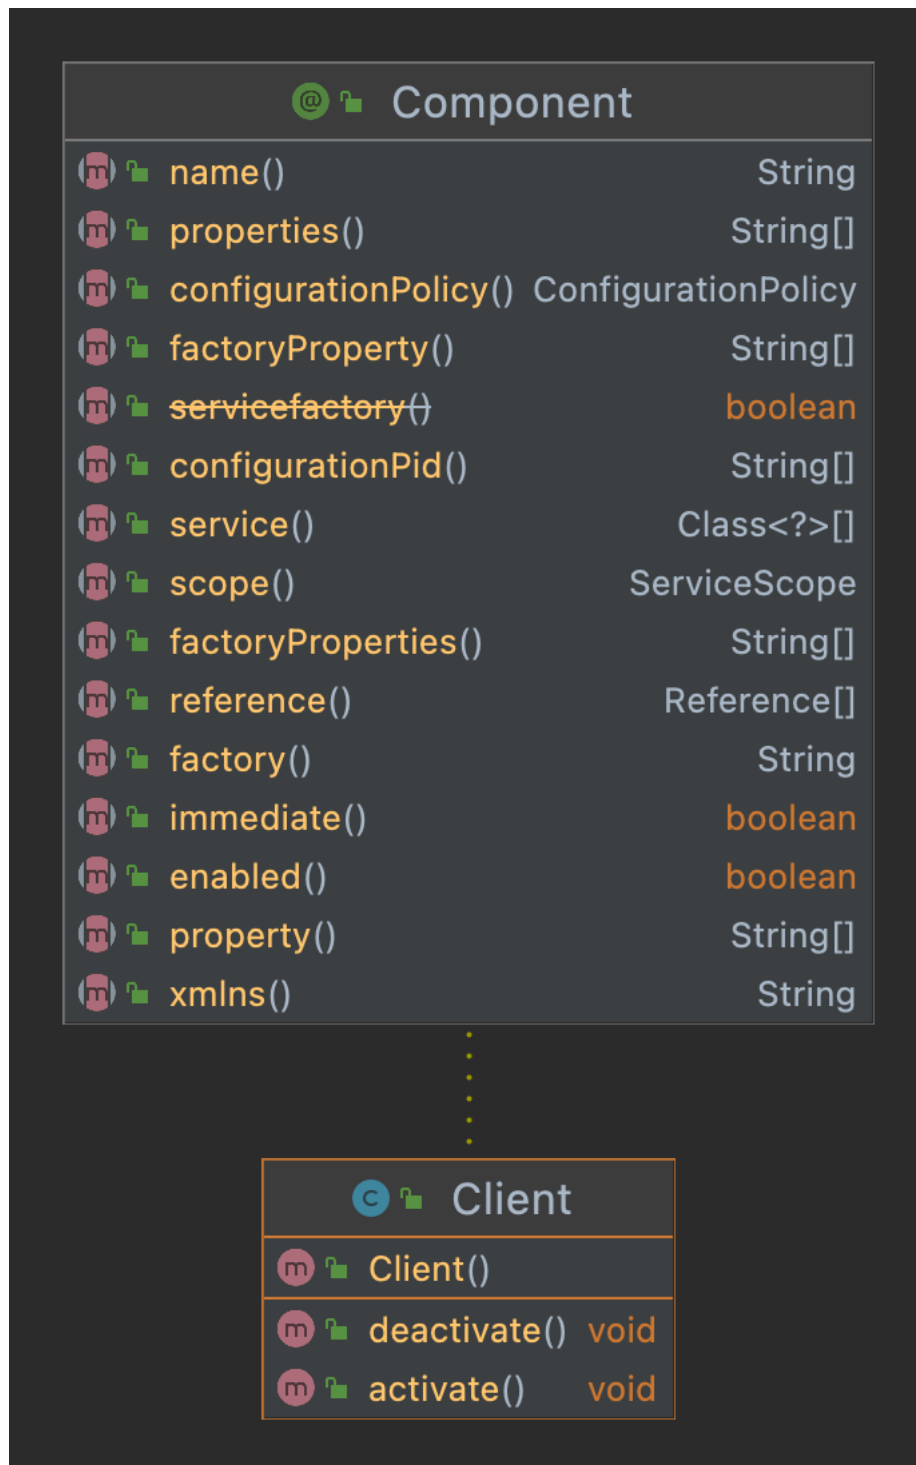 @ Component
m name() String
m properties() String[]
m configurationPolicy() ConfigurationPolicy
m factoryProperty() String[]
m servicefactory() boolean
m configurationPid() String[]
m service() Class<?>[]
m scope() ServiceScope
m factoryProperties() String[]
m reference() Reference[]
m factory() String
m immediate() boolean
m enabled() boolean
m property() String[]
m xmlns() String
C Client
m Client()
m deactivate() void
m activate() void